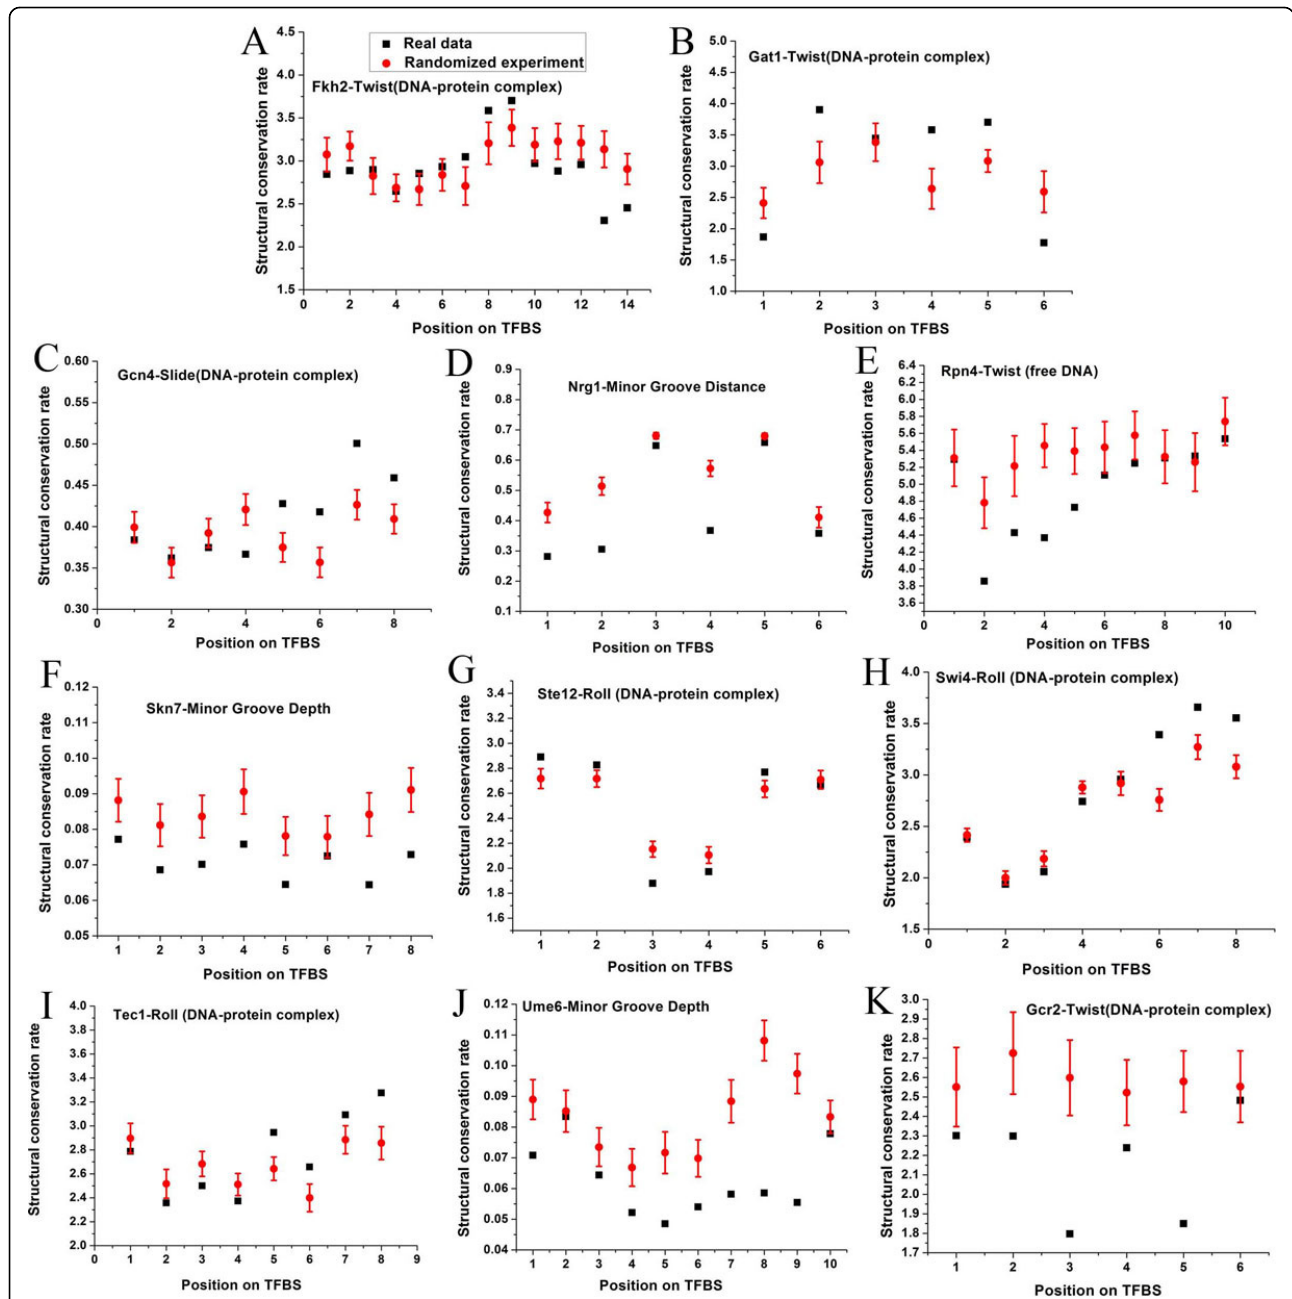 A
Real data
Randomized experiment
Fkh2-Twist(DNA-protein complex)
Structural conservation rate
4.5
4.0
3.5
3.0
2.5
2.0
1.5
0 2 4 6 8 10 12 14
Position on TFBS
B
Gat1-Twist(DNA-protein complex)
Structural conservation rate
5.0
4.5
4.0
3.5
3.0
2.5
2.0
1.5
1.0
1 2 3 4 5 6
Position on TFBS
C
Gcn4-Slide(DNA-protein complex)
Structural conservation rate
0.60
0.55
0.50
0.45
0.40
0.35
0.30
0 2 4 6 8
Position on TFBS
D
Nrg1-Minor Groove Distance
Structural conservation rate
0.9
0.8
0.7
0.6
0.5
0.4
0.3
0.2
0.1
1 2 3 4 5 6
Position on TFBS
E
Rpn4-Twist (free DNA)
Structural conservation rate
6.4
6.2
6.0
5.8
5.6
5.4
5.2
5.0
4.8
4.6
4.4
4.2
4.0
3.8
3.6
0 2 4 6 8 10
Position on TFBS
F
Skn7-Minor Groove Depth
Structural conservation rate
0.12
0.11
0.10
0.09
0.08
0.07
0.06
0.05
1 2 3 4 5 6 7 8
Position on TFBS
G
Ste12-Roll (DNA-protein complex)
Structural conservation rate
3.4
3.2
3.0
2.8
2.6
2.4
2.2
2.0
1.8
1.6
1 2 3 4 5 6
Position on TFBS
H
Swi4-Roll (DNA-protein complex)
Structural conservation rate
4.0
3.5
3.0
2.5
2.0
1.5
0 2 4 6 8
Position on TFBS
I
Tec1-Roll (DNA-protein complex)
Structural conservation rate
4.0
3.8
3.6
3.4
3.2
3.0
2.8
2.6
2.4
2.2
2.0
0 1 2 3 4 5 6 7 8 9
Position on TFBS
J
Ume6-Minor Groove Depth
Structural conservation rate
0.12
0.11
0.10
0.09
0.08
0.07
0.06
0.05
0.04
1 2 3 4 5 6 7 8 9 10
Position on TFBS
K
Gcr2-Twist(DNA-protein complex)
Structural conservation rate
3.0
2.9
2.8
2.7
2.6
2.5
2.4
2.3
2.2
2.1
2.0
1.9
1.8
1.7
1 2 3 4 5 6
Position on TFBS